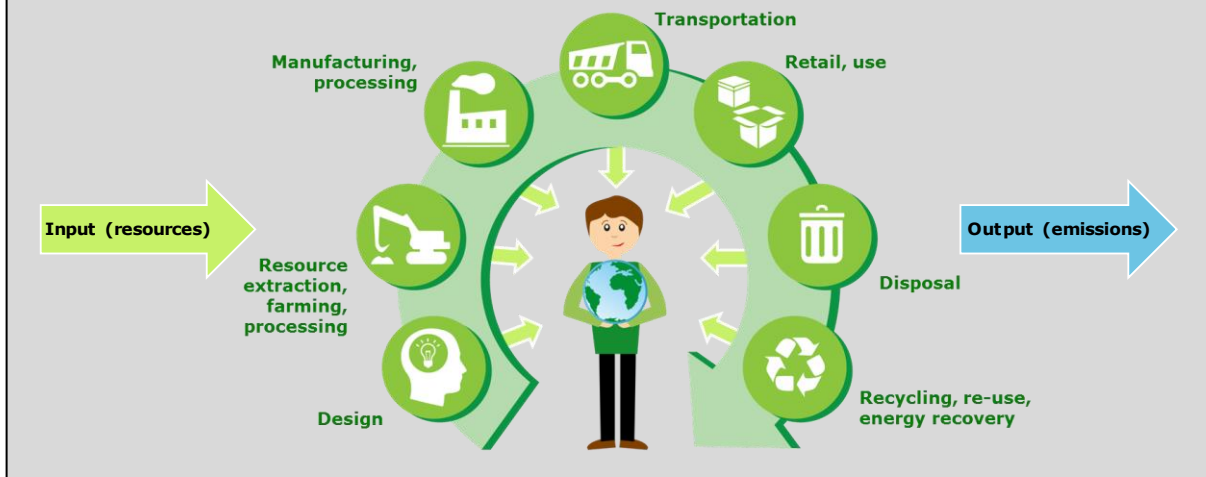 Transportation
Manufacturing,
processing
Retail, use
Input (resources)
Output (emissions)
Resource
extraction,
farming,
processing
Disposal
Design
Recycling, re-use,
energy recovery